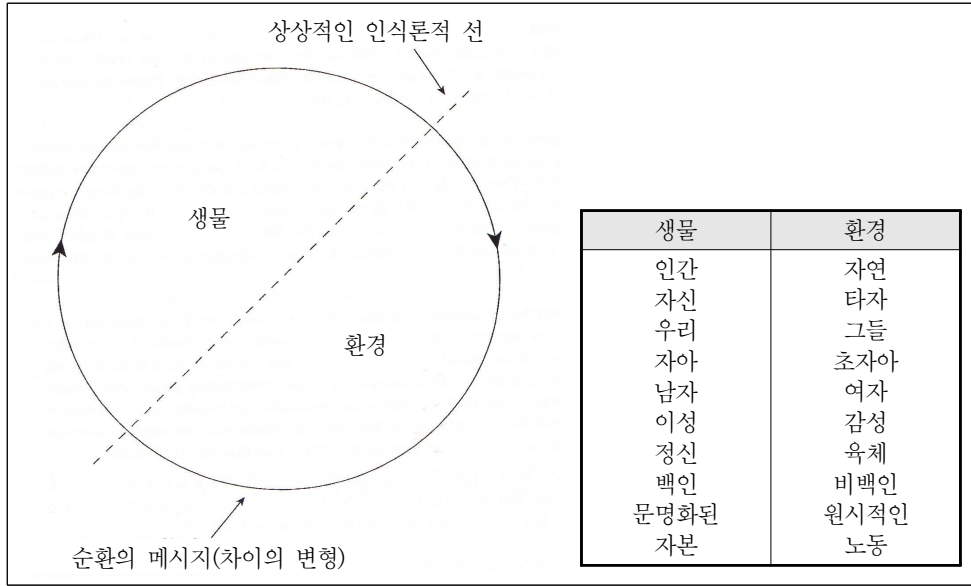 상상적인 인식론적 선
생물
환경
순환의 메시지(차이의 변형)
생물 환경
인간 자연
자신 타자
우리 그들
자아 초자아
남자 여자
이성 감성
정신 육체
백인 비백인
문명화된 원시적인
자본 노동